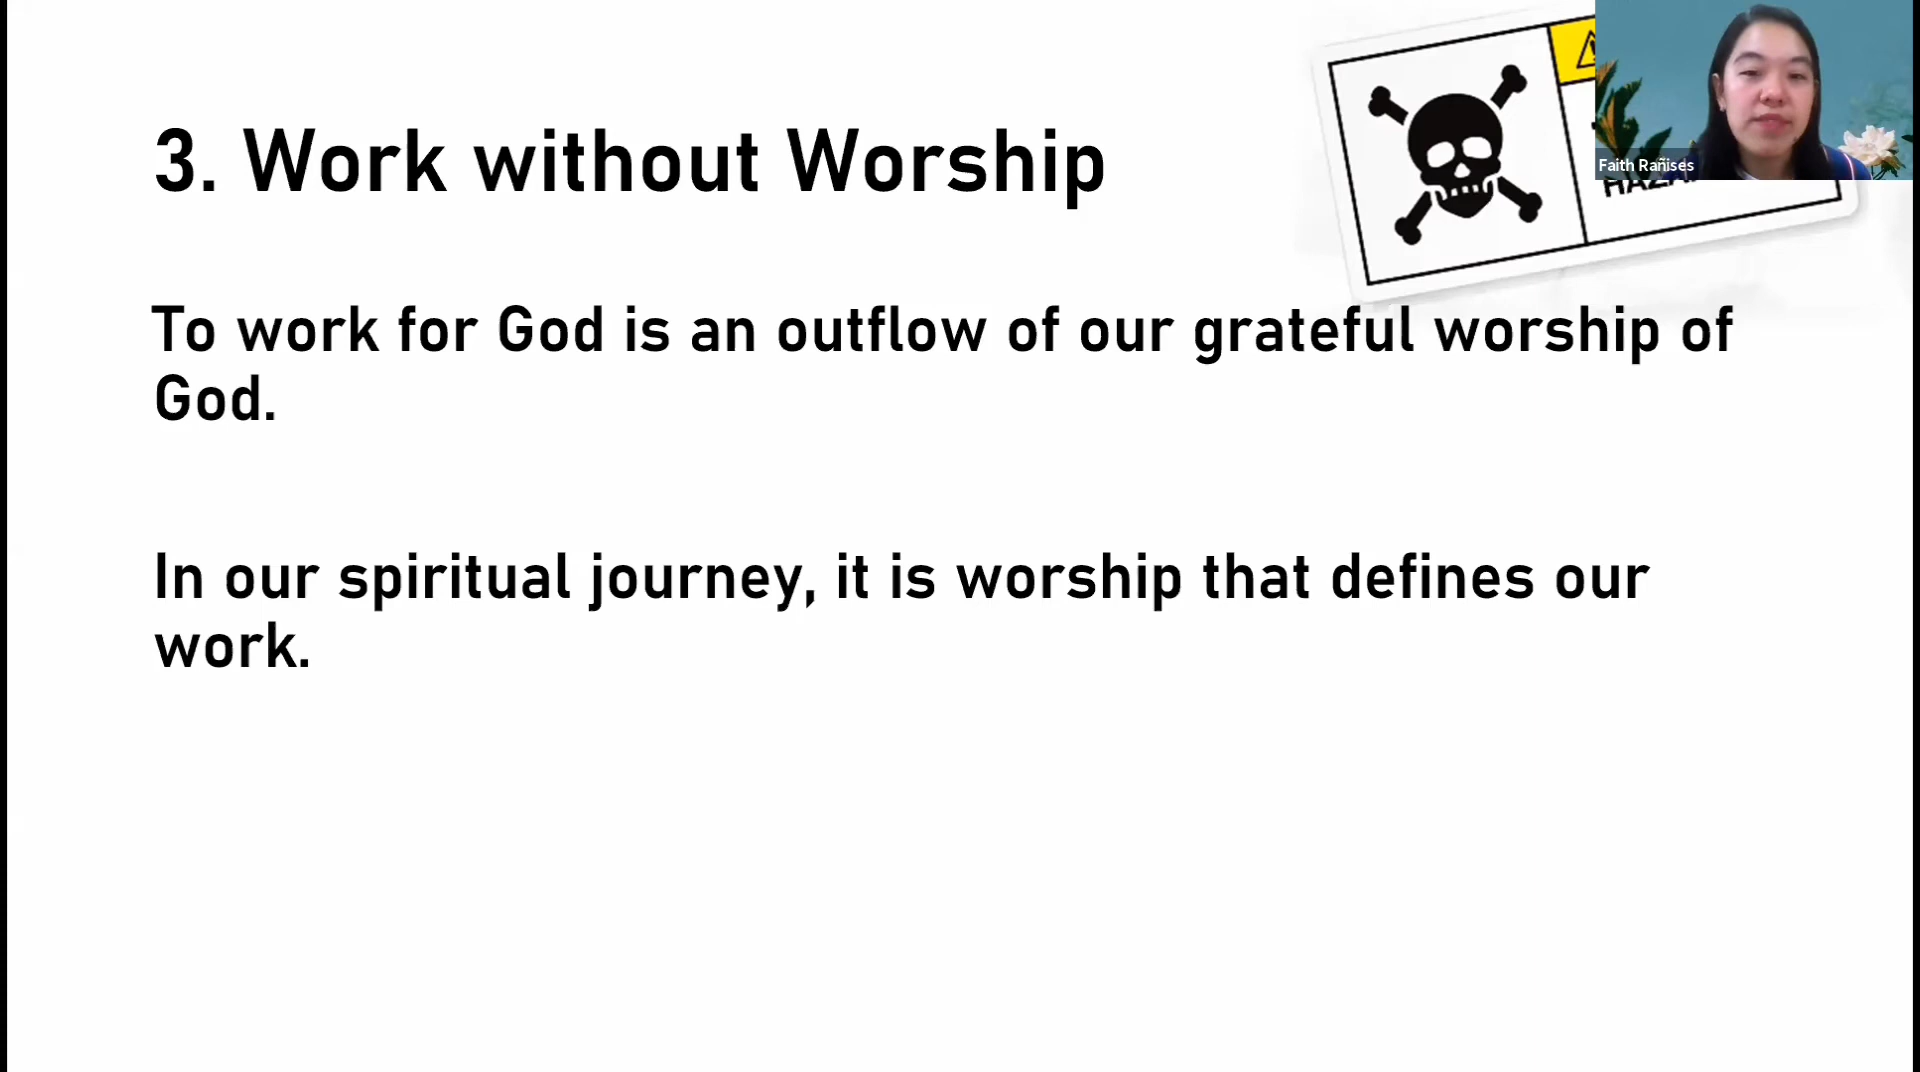 3. Work without Worship
Faith Rañises
To work for God is an outflow of our grateful worship of
God.
In our spiritual journey, it is worship that defines our
work.